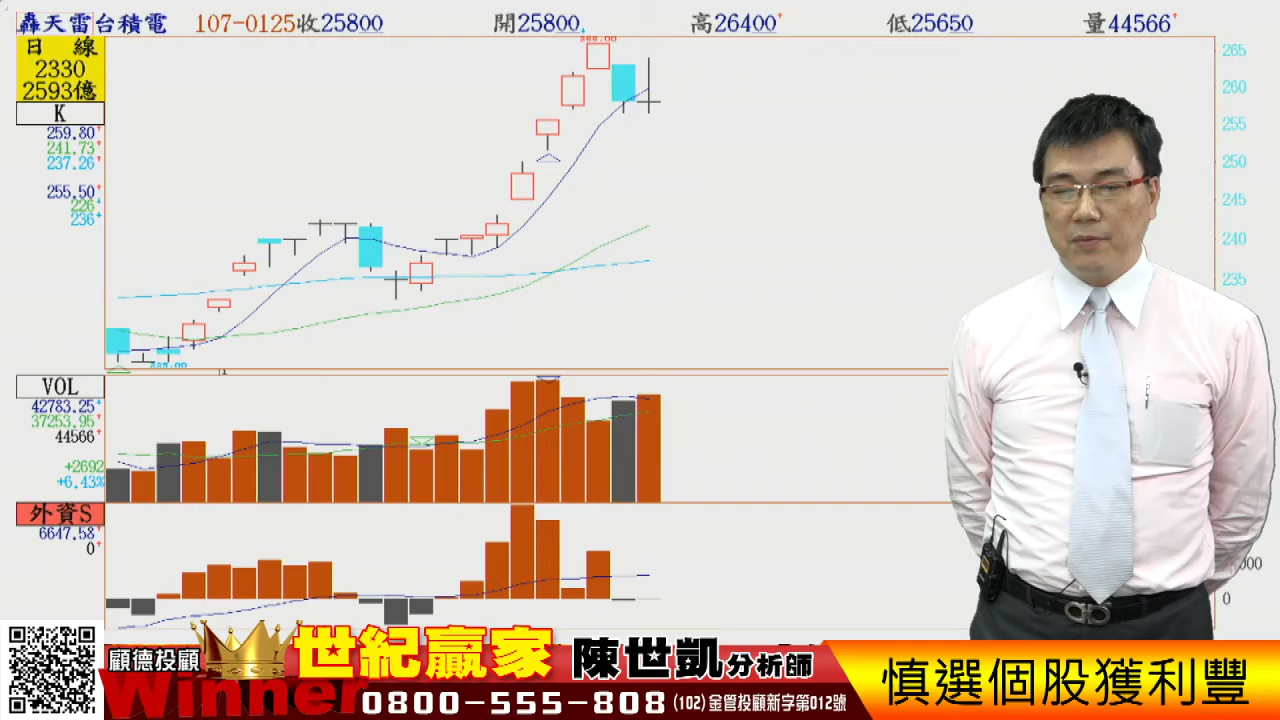 轟天雷台積電 107-0125收25800 開25800 高26400 低25650 量44566
日 線
2330
2593億
K
259.80
241.73
237.26
255.50
226
236
266.00
265
260
255
250
245
240
235
225.00
1
VOL
42783.25
37253.95
44566
+2692
+6.43%
外資S
6647.58
0
000
0
顧德投顧
Winner
世紀贏家
陳世凱分析師
0800-555-808 (102)金管投顧新字第012號
慎選個股獲利豐